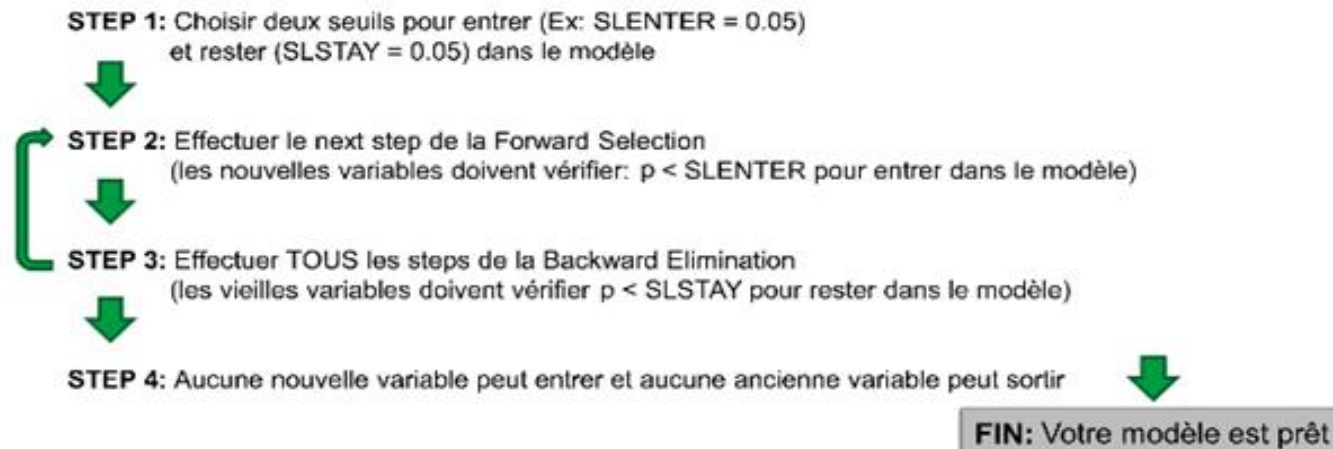 STEP 1: Choisir deux seuils pour entrer (Ex: SLENTER = 0.05)
et rester (SLSTAY = 0.05) dans le modèle
STEP 2: Effectuer le next step de la Forward Selection
(les nouvelles variables doivent vérifier: p < SLENTER pour entrer dans le modèle)
STEP 3: Effectuer TOUS les steps de la Backward Elimination
(les vieilles variables doivent vérifier p < SLSTAY pour rester dans le modèle)
STEP 4: Aucune nouvelle variable peut entrer et aucune ancienne variable peut sortir
FIN: Votre modèle est prêt